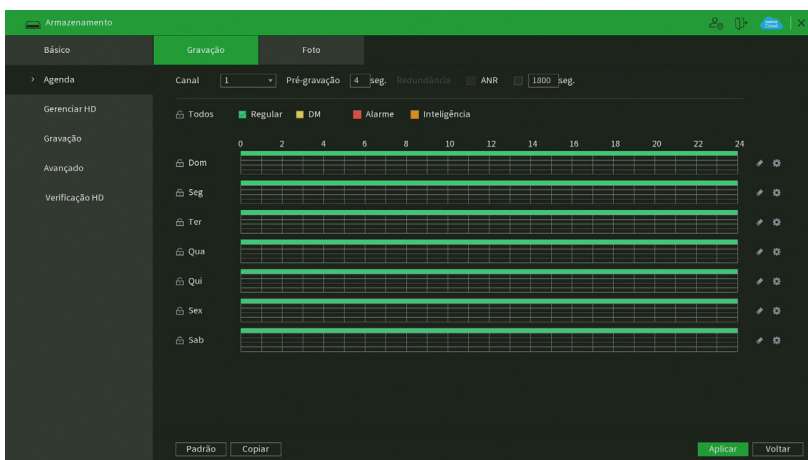 Armazenamento
Básico
Gravação
Foto
Agenda
Canal 1 Pré-gravação 4 seg. Redundância ANR 1800 seg.
Gerenciar HD
Todos Regular DM Alarme Inteligência
Gravação
0 2 4 6 8 10 12 14 16 18 20 22 24
Avançado
Dom
Verificação HD
Seg
Ter
Qua
Qui
Sex
Sab
Padrão Copiar Aplicar Voltar